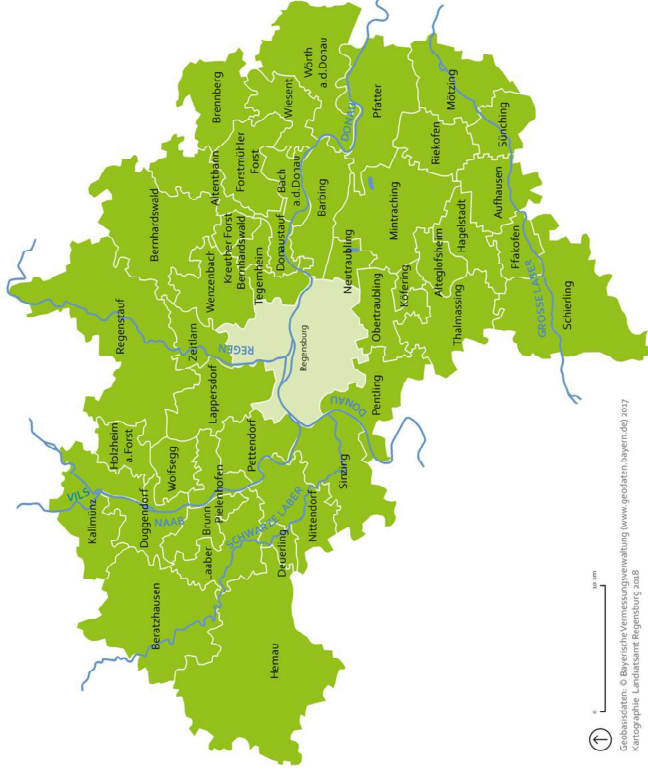 Brennberg
Wörth
a.d.Donau
Wiesent
Altenthann
Forstmühler
Forst
Bernhardswald
Bach
a.d.Donau
Kreuther Forst
Bernhardswald
Wenzenbach
Donaustauf
Tegernheim
Regenstauf
Zeitlarn
REGEN
Lappersdorf
Holzheim
a.Forst
Wolfsegg
Pettendorf
VILS
Kallmünz
Duggendorf
NAAB
Pielenhofen
Brunn
Laaber
SCHWARZE LABER
Nittendorf
Deuerling
Sinzing
Beratzhausen
Hemau
Regensburg
DONAU
DONAU
Pfatter
Barbing
Mötzing
Riekofen
Sünching
Mintraching
Neutraubling
Aufhausen
Hagelstadt
Alteglofsheim
Köfering
Obertraubling
Pfakofen
Thalmassing
Pentling
GROSSE LABER
Schierling
0 10 km
Geobasisdaten: © Bayerische Vermessungsverwaltung (www.geodaten.bayern.de) 2017
Kartographie: Landratsamt Regensburg 2018